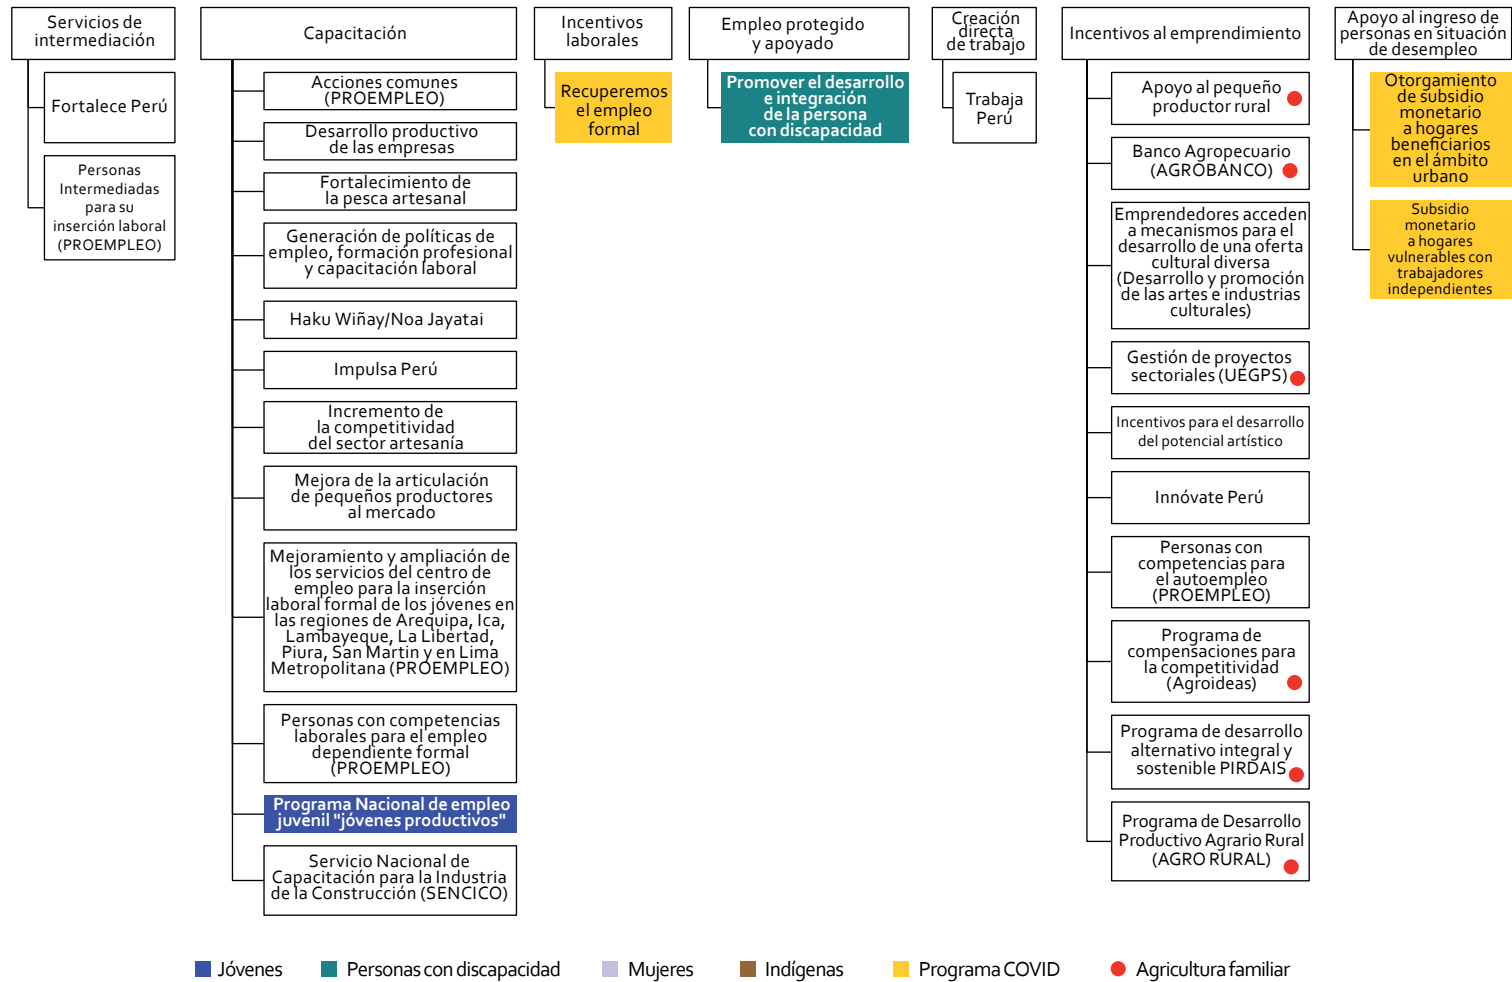 Servicios de
intermediación
Fortalece Perú
Personas
Intermediadas
para su
inserción laboral
(PROEMPLEO)
Capacitación
Acciones comunes
(PROEMPLEO)
Desarrollo productivo
de las empresas
Fortalecimiento de
la pesca artesanal
Generación de políticas de
empleo, formación profesional
y capacitación laboral
Haku Wiñay/Noa Jayatai
Impulsa Perú
Incremento de
la competitividad
del sector artesanía
Mejora de la articulación
de pequeños productores
al mercado
Mejoramiento y ampliación de
los servicios del centro de
empleo para la inserción
laboral formal de los jóvenes en
las regiones de Arequipa, Ica,
Lambayeque, La Libertad,
Piura, San Martin y en Lima
Metropolitana (PROEMPLEO)
Personas con competencias
laborales para el empleo
dependiente formal
(PROEMPLEO)
Programa Nacional de empleo
juvenil "jóvenes productivos"
Servicio Nacional de
Capacitación para la Industria
de la Construcción (SENCICO)
Incentivos
laborales
Recuperemos
el empleo
formal
Empleo protegido
y apoyado
Promover el desarrollo
e integración
de la persona
con discapacidad
Creación
directa
de trabajo
Trabaja
Perú
Incentivos al emprendimiento
Apoyo al pequeño
productor rural
Banco Agropecuario
(AGROBANCO)
Emprendedores acceden
a mecanismos para el
desarrollo de una oferta
cultural diversa
(Desarrollo y promoción
de las artes e industrias
culturales)
Gestión de proyectos
sectoriales (UEGPS)
Incentivos para el desarrollo
del potencial artístico
Innóvate Perú
Personas con
competencias para
el autoempleo
(PROEMPLEO)
Programa de
compensaciones para
la competitividad
(Agroideas)
Programa de desarrollo
alternativo integral y
sostenible PIRDAIS
Programa de Desarrollo
Productivo Agrario Rural
(AGRO RURAL)
Apoyo al ingreso de
personas en situación
de desempleo
Otorgamiento
de subsidio
monetario
a hogares
beneficiarios
en el ámbito
urbano
Subsidio
monetario
a hogares
vulnerables con
trabajadores
independientes
Jóvenes
Personas con discapacidad
Mujeres
Indígenas
Programa COVID
Agricultura familiar